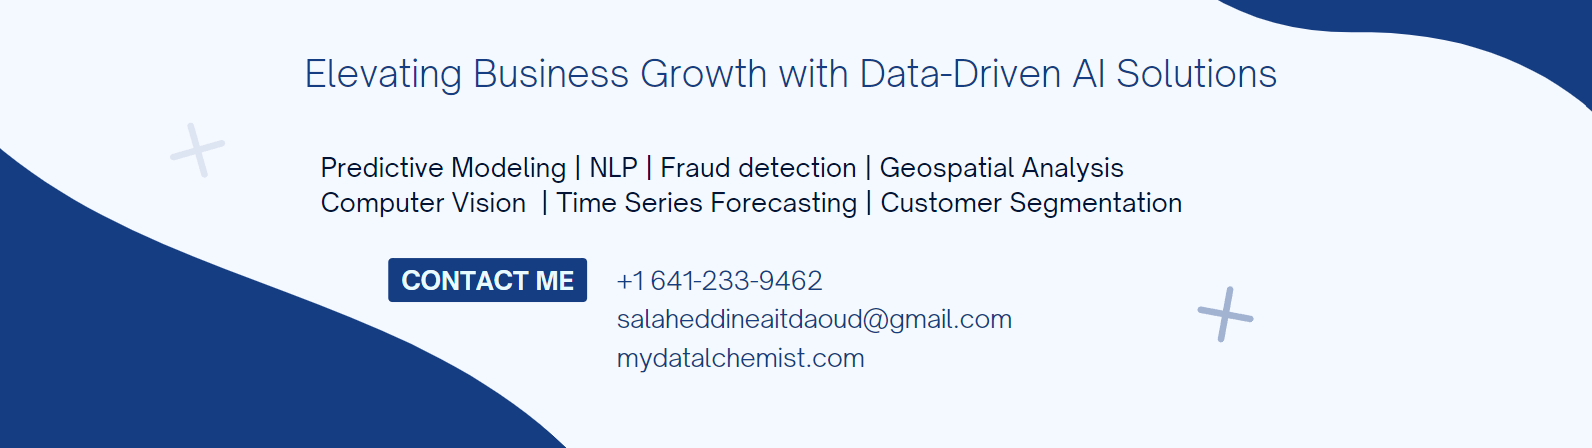 Elevating Business Growth with Data-Driven AI Solutions
Predictive Modeling | NLP | Fraud detection | Geospatial Analysis
Computer Vision | Time Series Forecasting | Customer Segmentation
CONTACT ME +1 641-233-9462
salaheddineaitdaoud@gmail.com
mydatalchemist.com